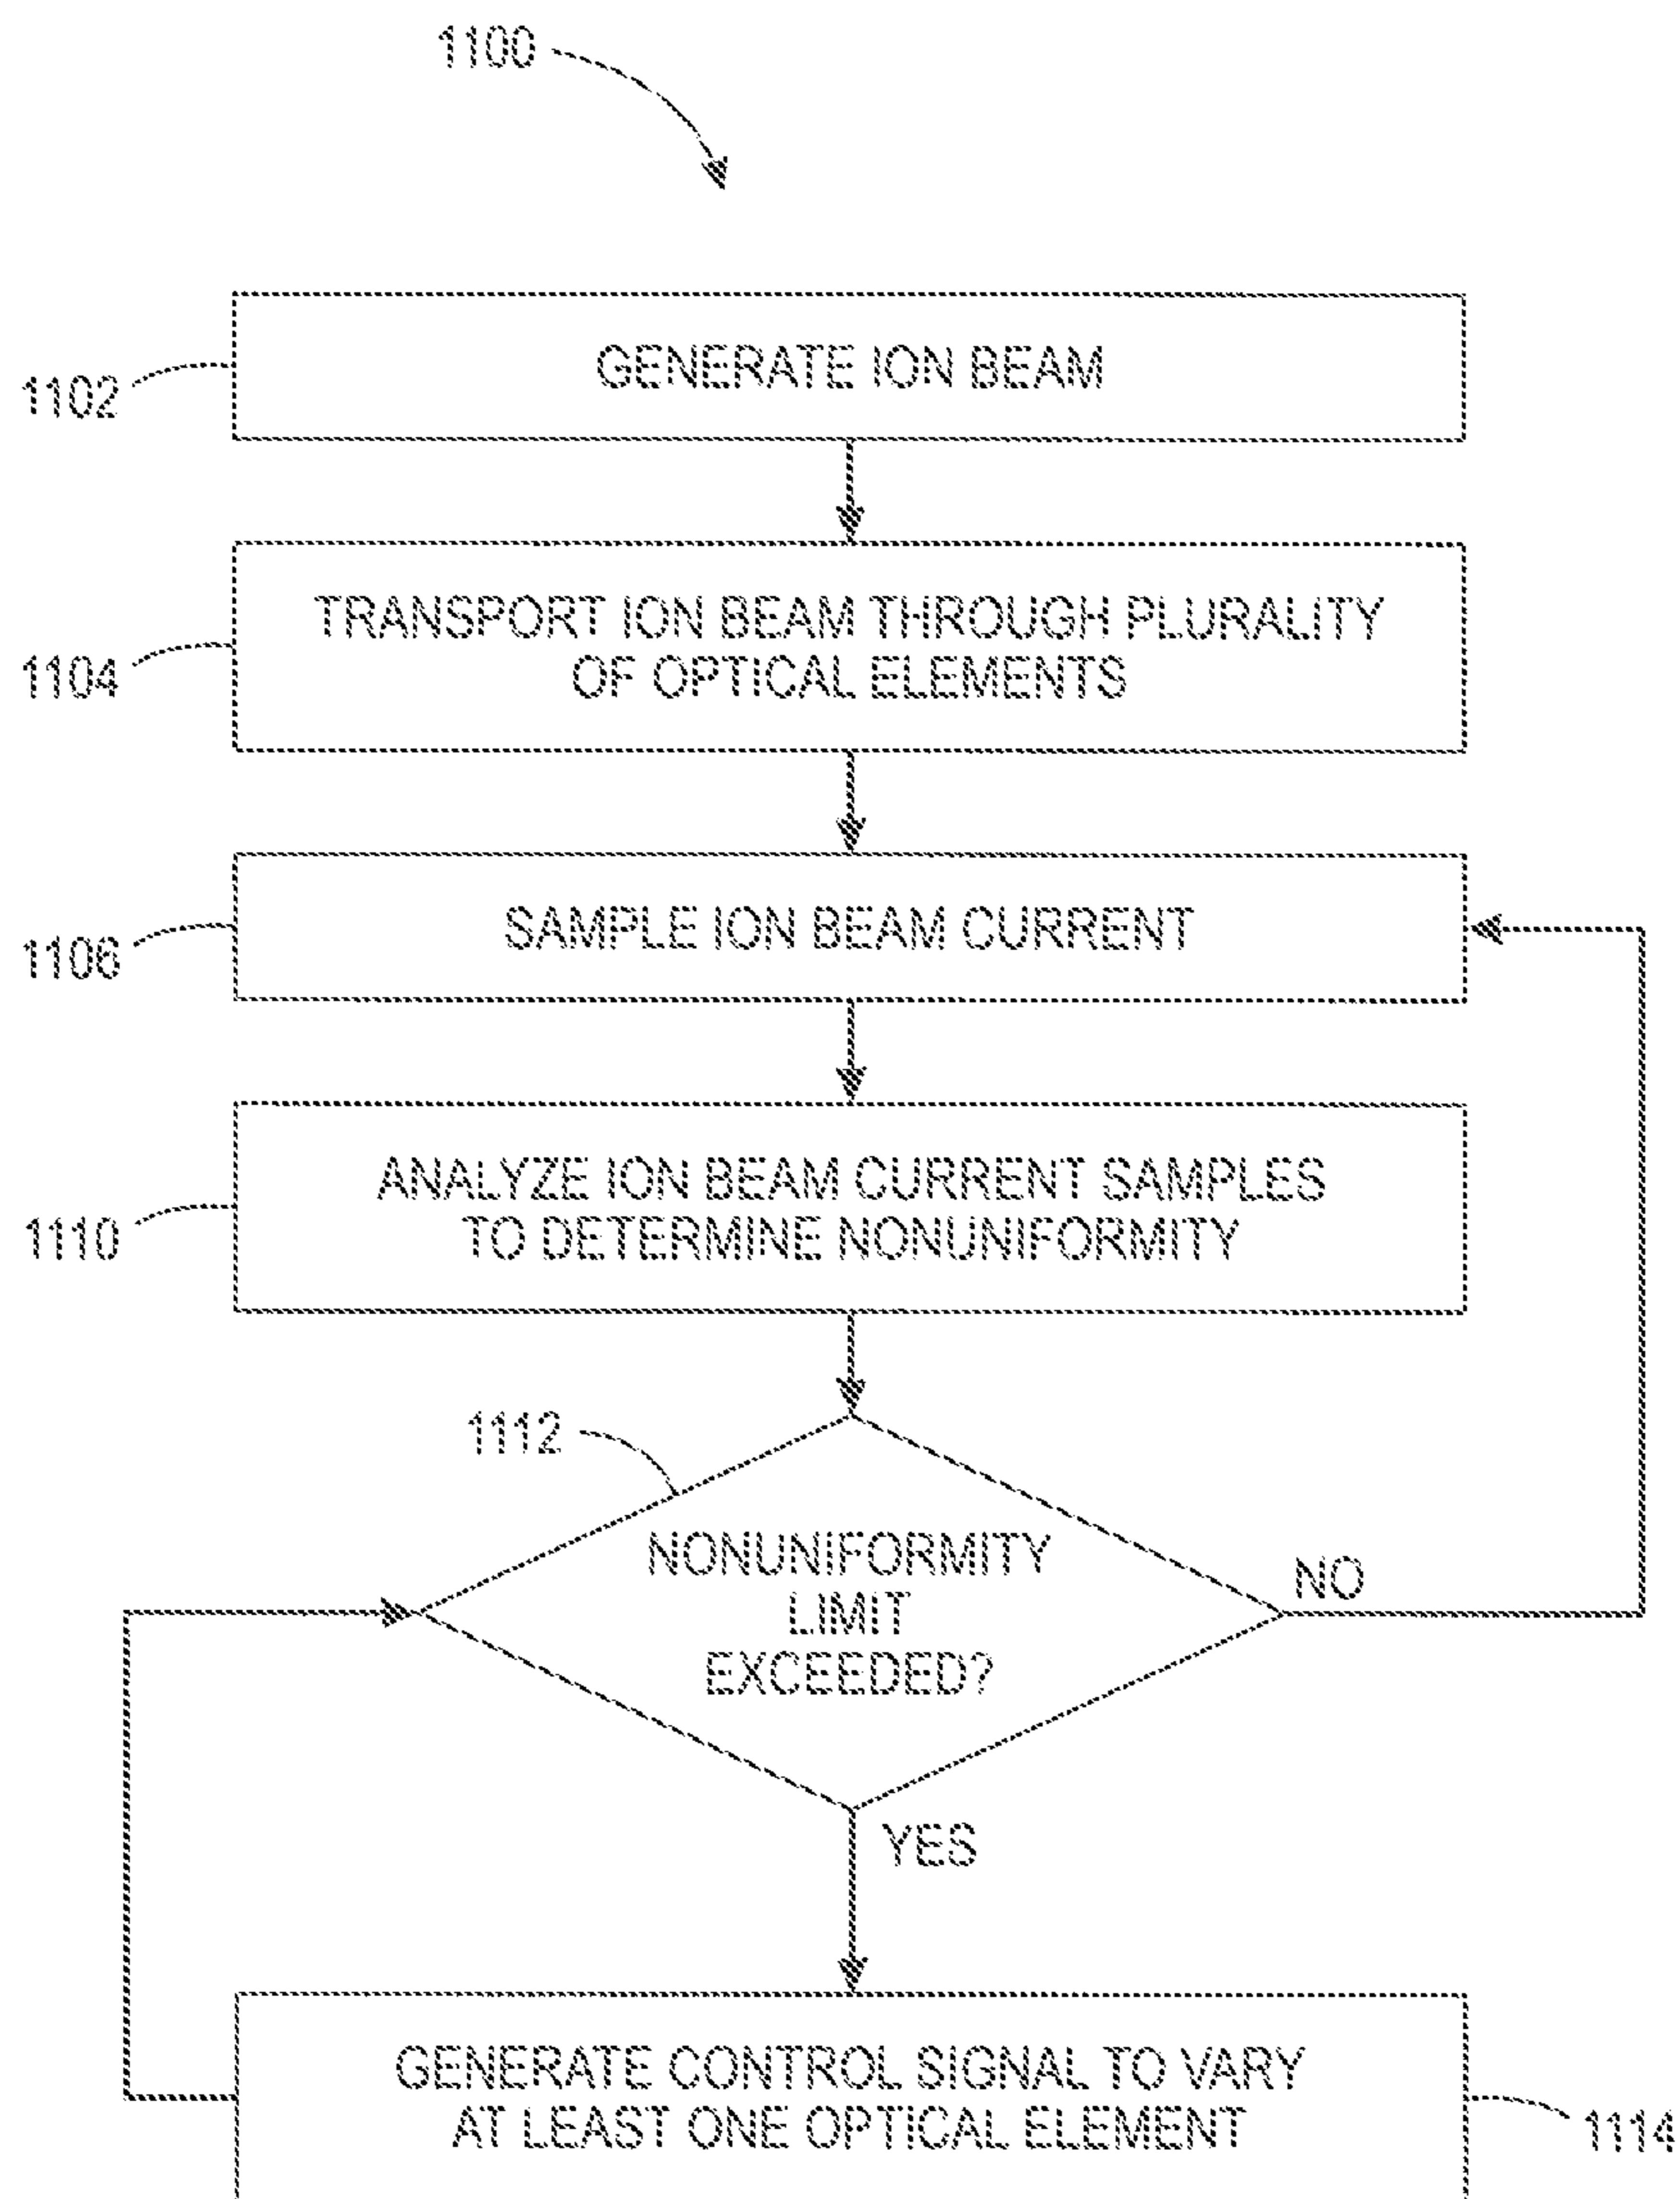 1100
1102
GENERATE ION BEAM
1104
TRANSPORT ION BEAM THROUGH PLURALITY
OF OPTICAL ELEMENTS
1106
SAMPLE ION BEAM CURRENT
1110
ANALYZE ION BEAM CURRENT SAMPLES
TO DETERMINE NONUNIFORMITY
1112
NONUNIFORMITY
LIMIT
EXCEEDED?
NO
YES
GENERATE CONTROL SIGNAL TO VARY
AT LEAST ONE OPTICAL ELEMENT
1114